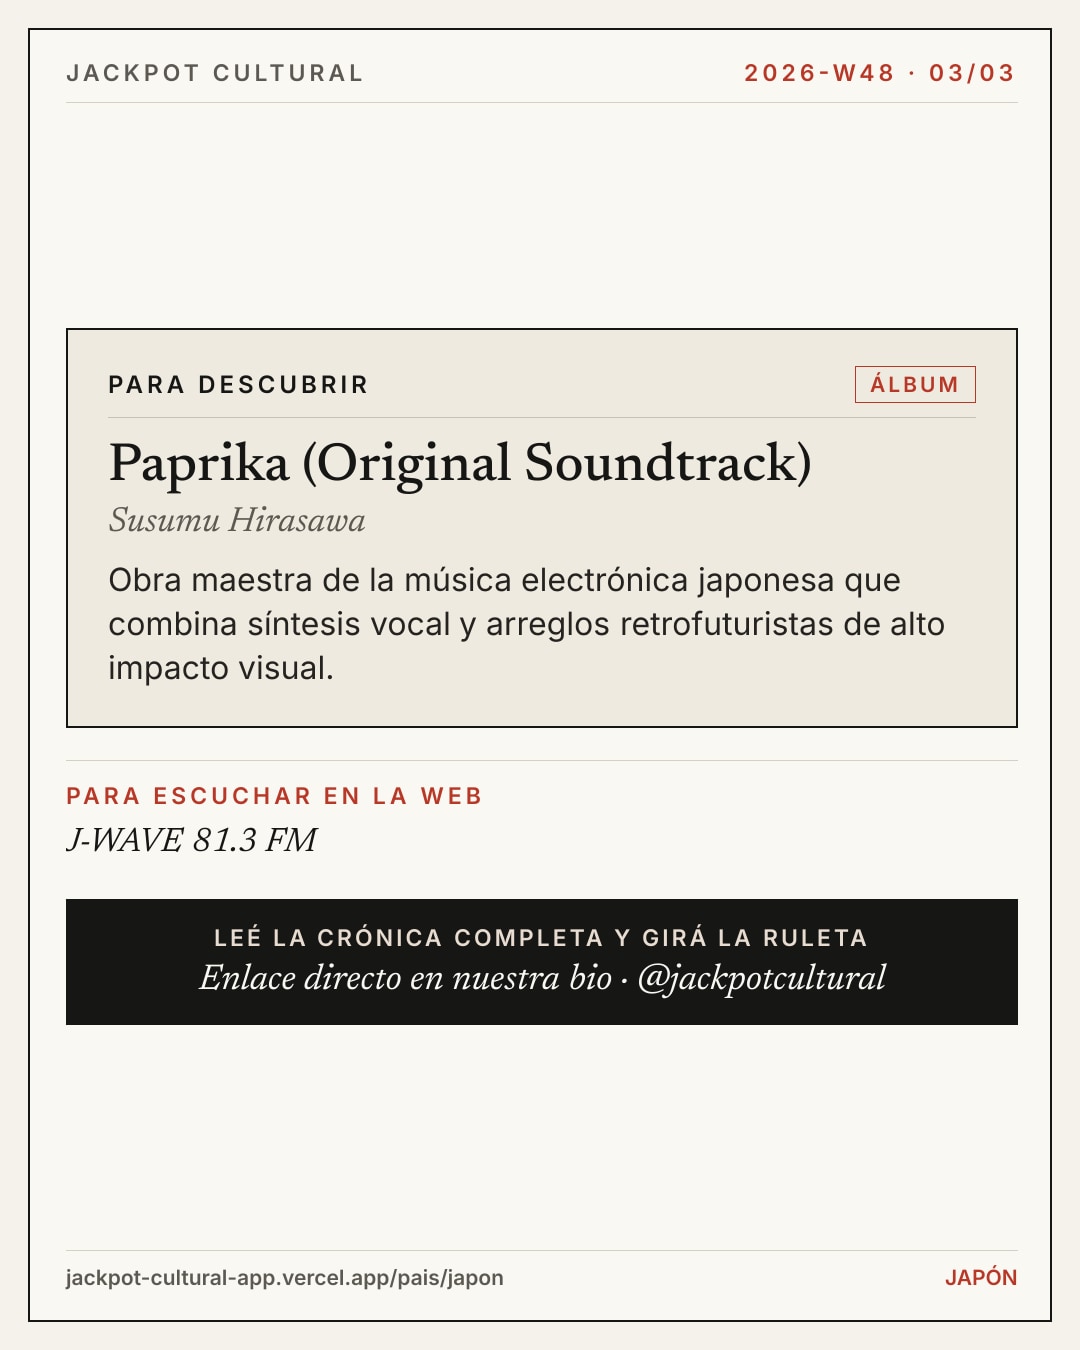 JACKPOT CULTURAL
2026-W48 · 03/03
PARA DESCUBRIR
ÁLBUM
Paprika (Original Soundtrack)
Susumu Hirasawa
Obra maestra de la música electrónica japonesa que
combina síntesis vocal y arreglos retrofuturistas de alto
impacto visual.
PARA ESCUCHAR EN LA WEB
J-WAVE 81.3 FM
LEÉ LA CRÓNICA COMPLETA Y GIRÁ LA RULETA
Enlace directo en nuestra bio · @jackpotcultural
jackpot-cultural-app.vercel.app/pais/japon
JAPÓN